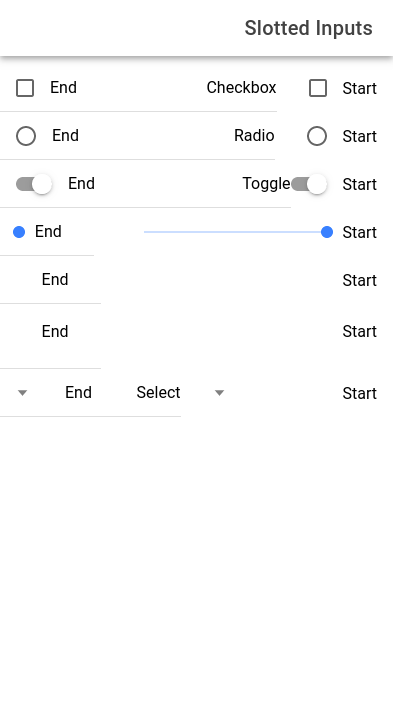 Slotted Inputs
End Checkbox Start
End Radio Start
End Toggle Start
End Start
End Start
End Start
End Select Start